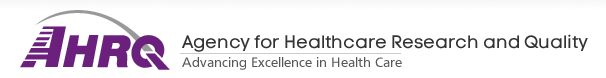 AHRQ
Agency for Healthcare Research and Quality
Advancing Excellence in Health Care